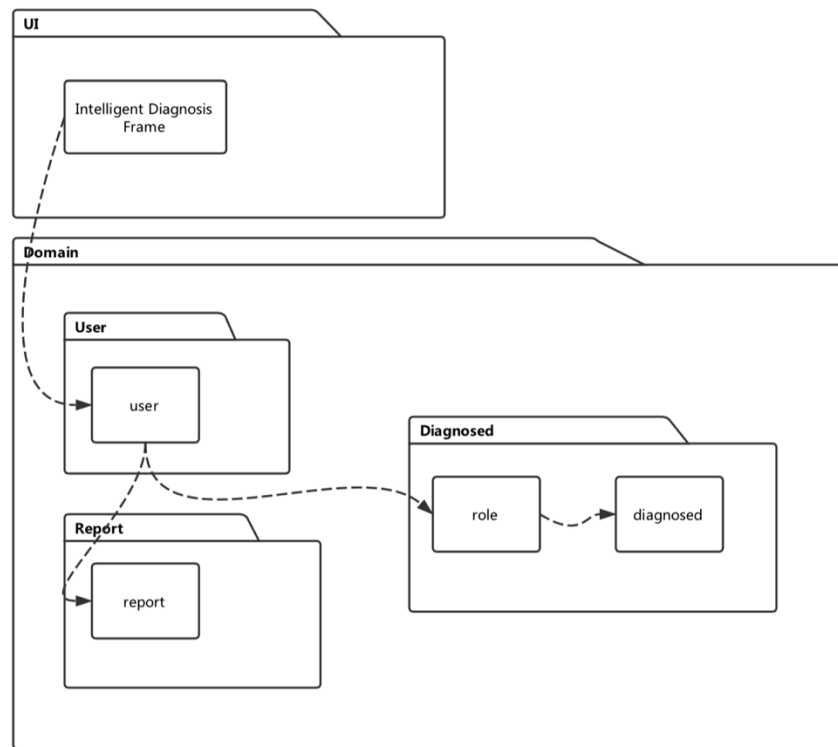 UI
Intelligent Diagnosis
Frame
Domain
User
user
Diagnosed
role
diagnosed
Report
report